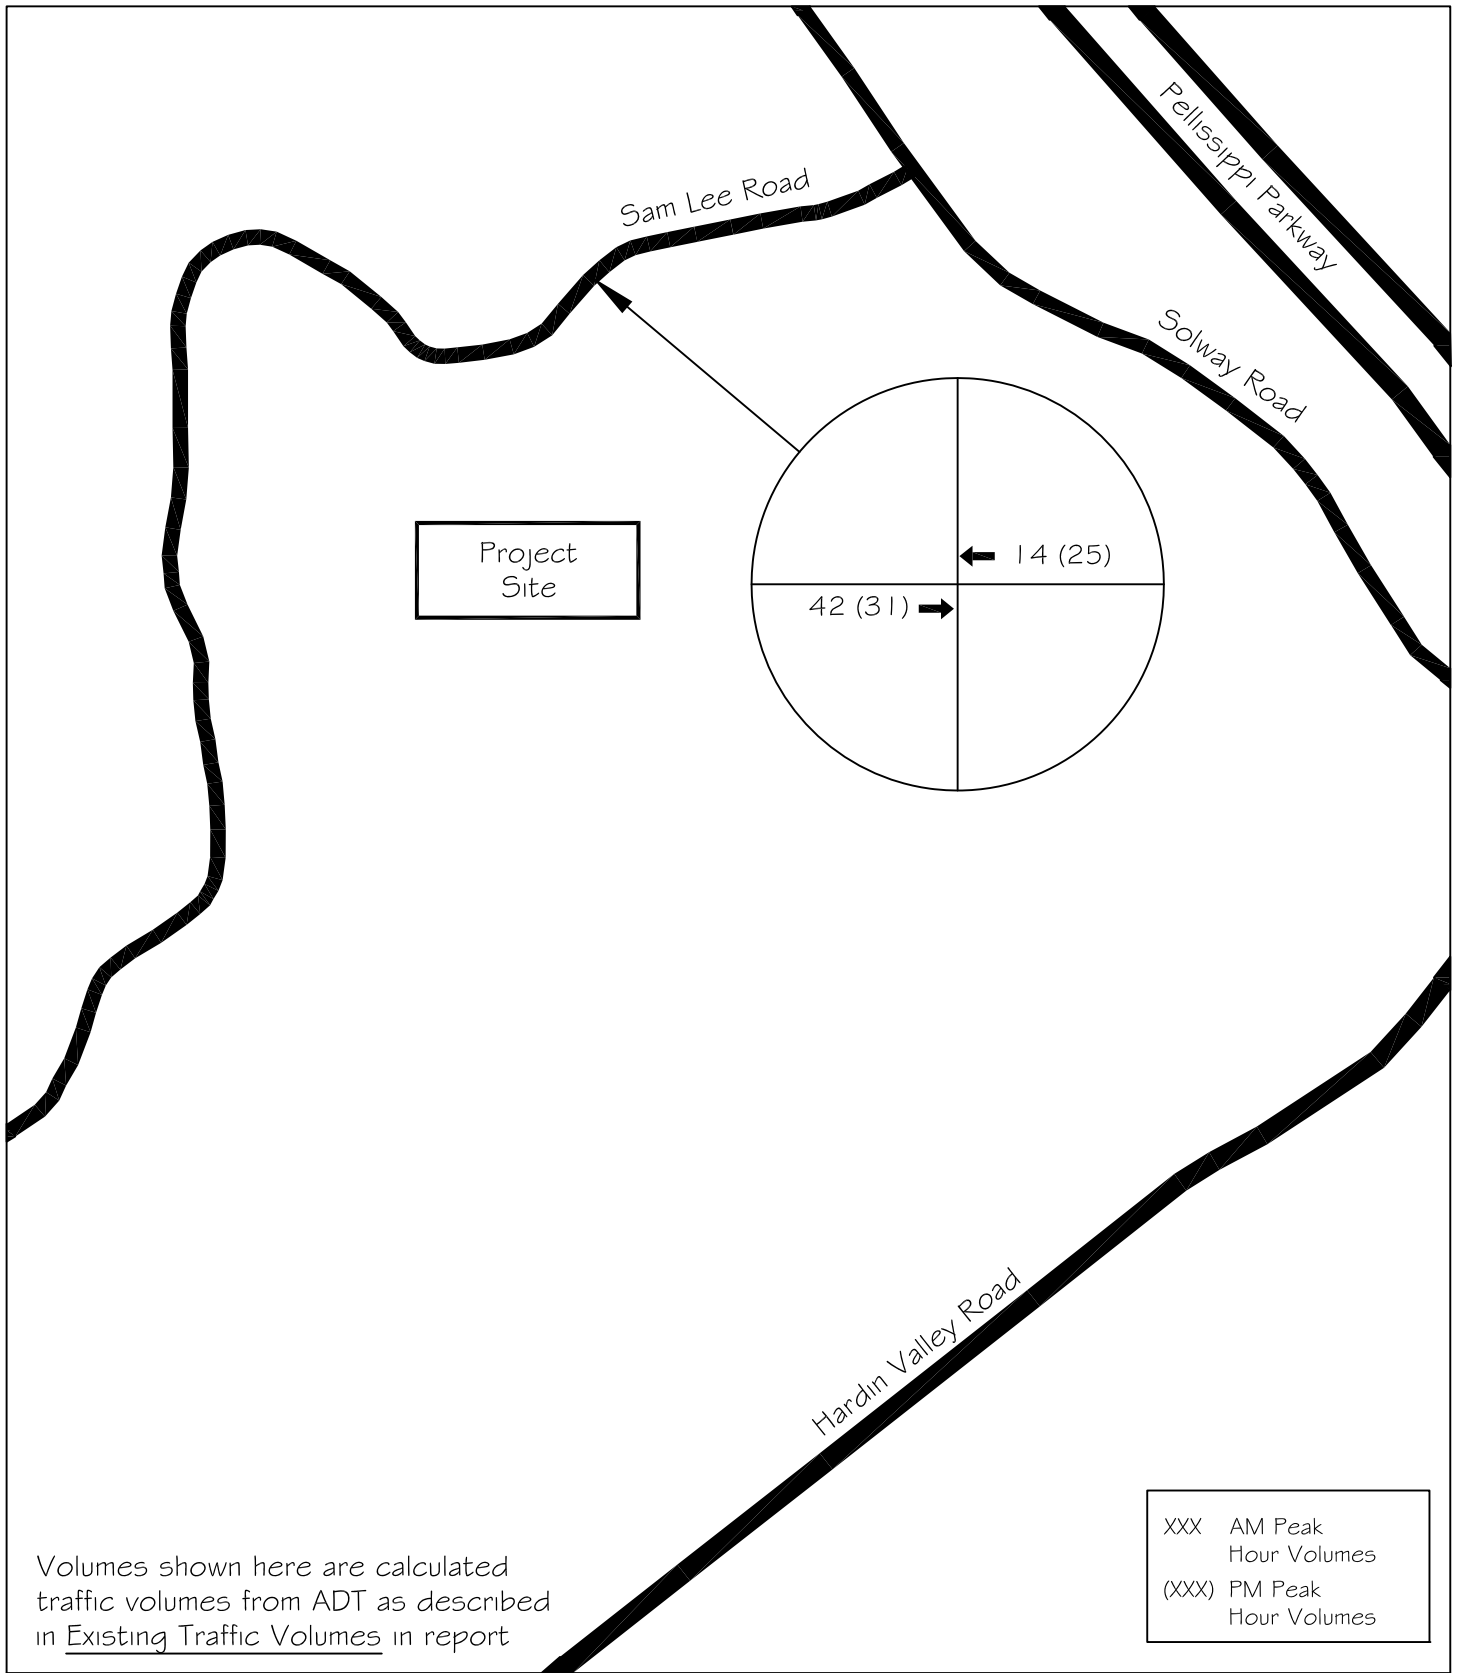 Pellissippi Parkway
Sam Lee Road
Solway Road
Project
Site
14 (25)
42 (31)
Hardin Valley Road
Volumes shown here are calculated
traffic volumes from ADT as described
in Existing Traffic Volumes in report
XXX AM Peak
Hour Volumes
(XXX) PM Peak
Hour Volumes